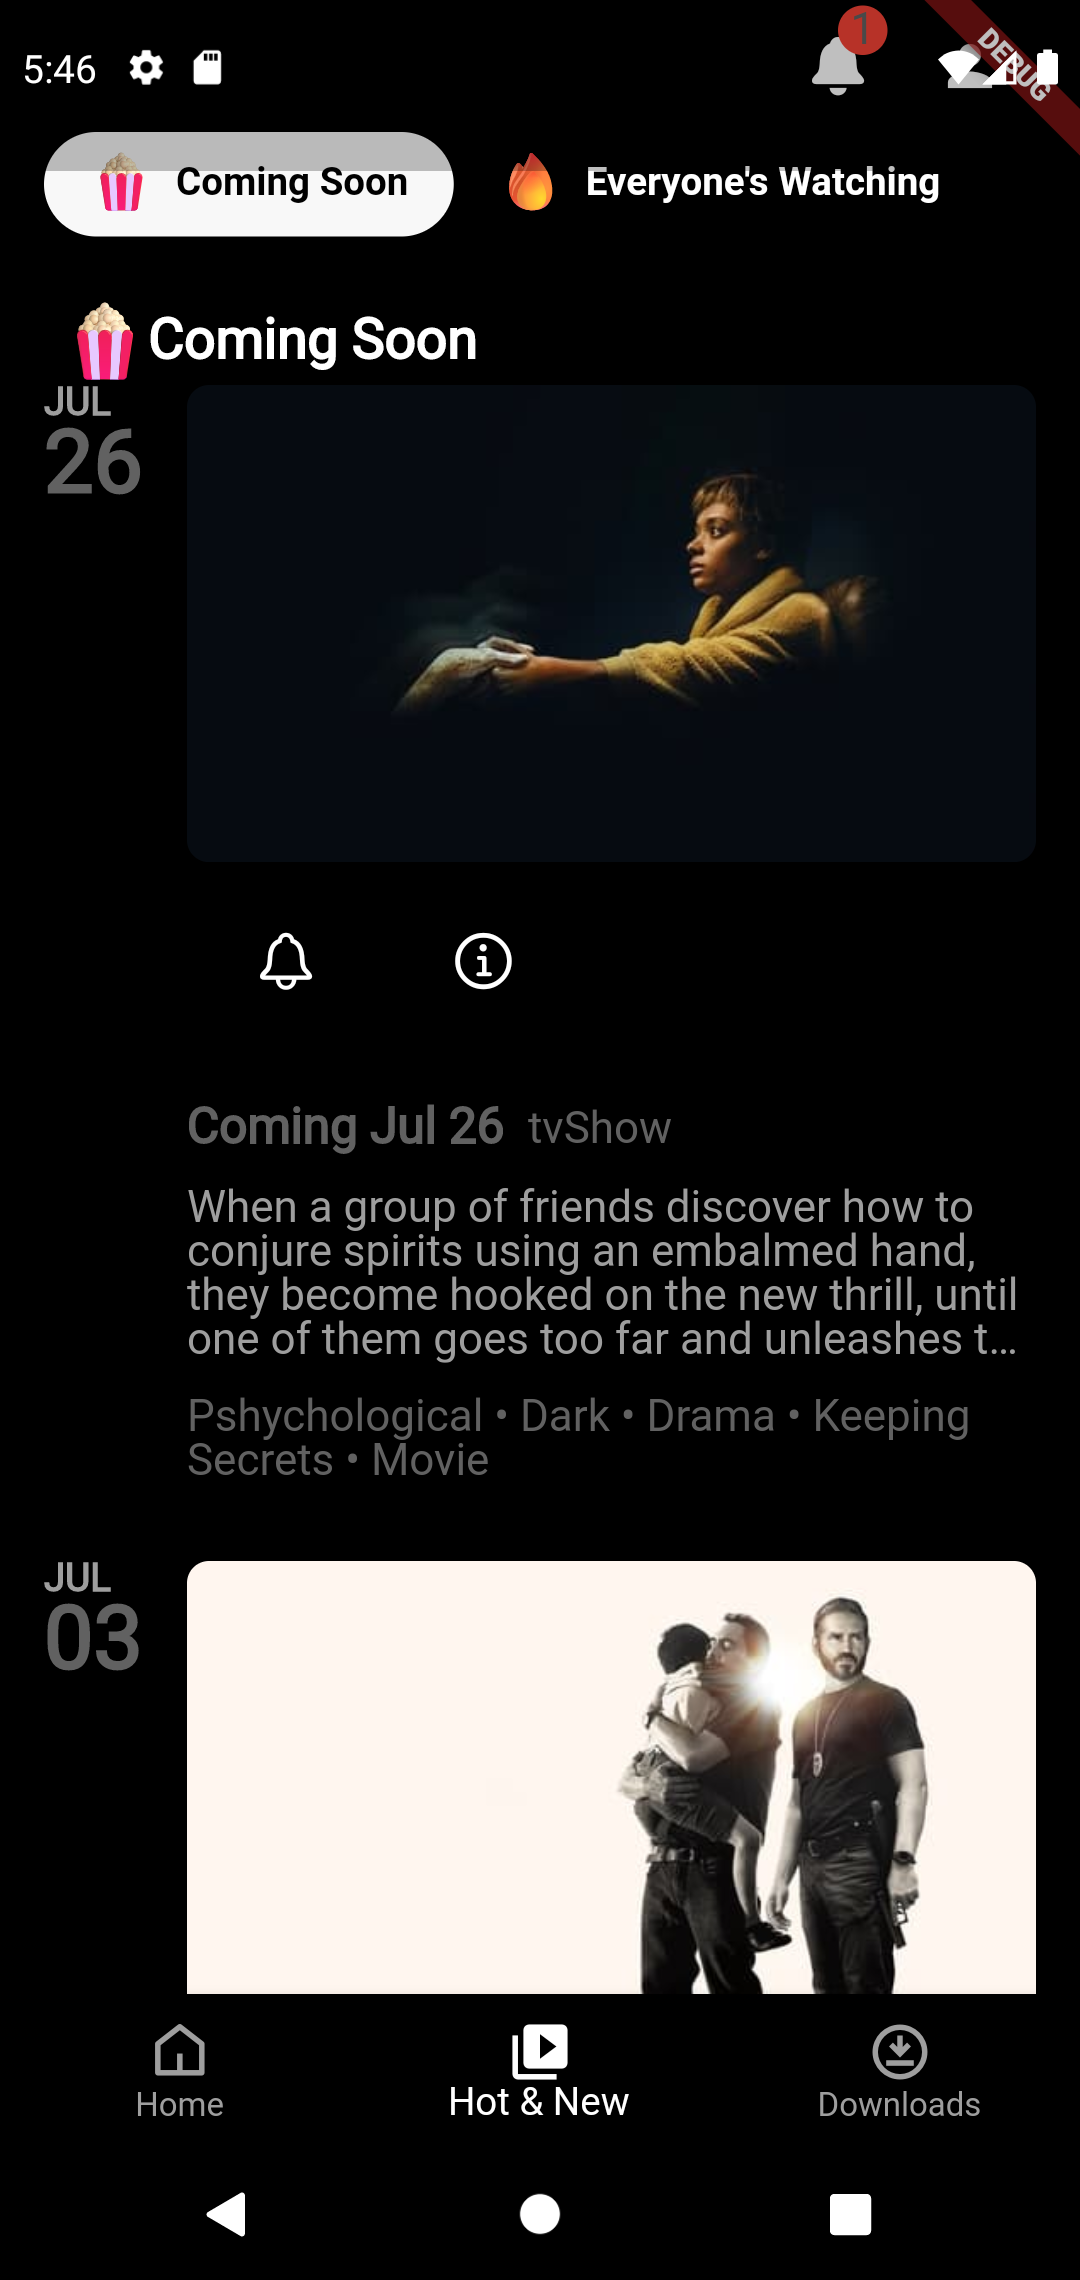 5:46
1
DEBUG
Coming Soon
Everyone's Watching
Coming Soon
JUL
26
Coming Jul 26 tvShow
When a group of friends discover how to
conjure spirits using an embalmed hand,
they become hooked on the new thrill, until
one of them goes too far and unleashes t...
Pshychological • Dark • Drama • Keeping
Secrets • Movie
JUL
03
Home
Hot & New
Downloads